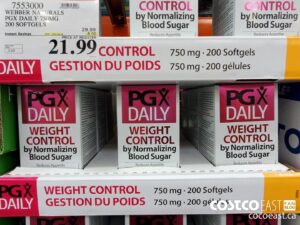 7553000
WEBBER NATURALS
PGX DAILY 750MG
200 SOFTGELS
21.99
WEIGHT CONTROL
by Normalizing
Blood Sugar
CONTROL
by Normalizing
Blood Sugar
DAILY
CONTROL 750 mg · 200 Softgels
GESTION DU POIDS 750 mg · 200 gélules
PGX
DAILY
WEIGHT
CONTROL
by Normalizing
Blood Sugar
PGX
DAILY
WEIGHT
CONTROL
by Normalizing
Blood Sugar
PGX
DAILY
WEIGHT
CONTROL
by Normalizing
Blood Sugar
PGX
DAILY
WEIGHT CONTROL 750 mg · 200 Softgels
GESTION DU POIDS 750 mg · 200 gélules
COSTCO EAST
cocoeast.ca